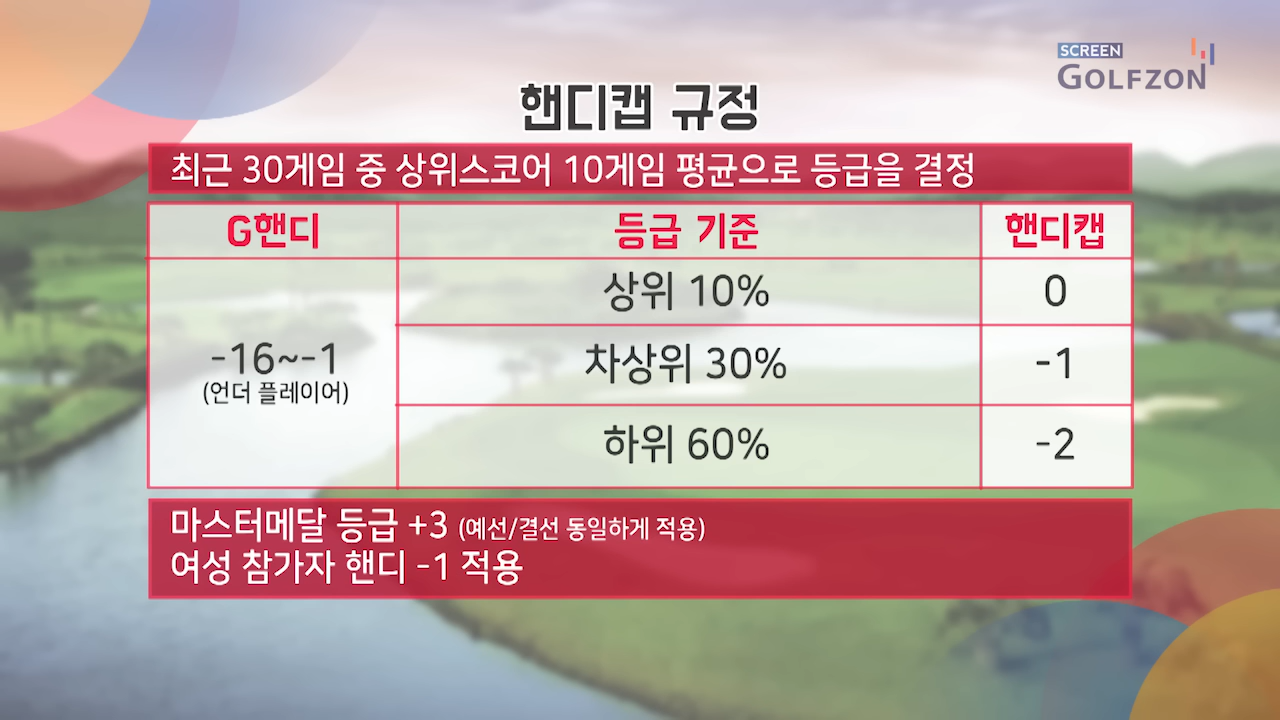 SCREEN
GOLFZON
핸디캡 규정
최근 30게임 중 상위스코어 10게임 평균으로 등급을 결정
G핸디 등급 기준 핸디캡
상위 10% 0
-16~-1
(언더 플레이어)
차상위 30% -1
하위 60% -2
마스터메달 등급 +3 (예선/결선 동일하게 적용)
여성 참가자 핸디 -1 적용